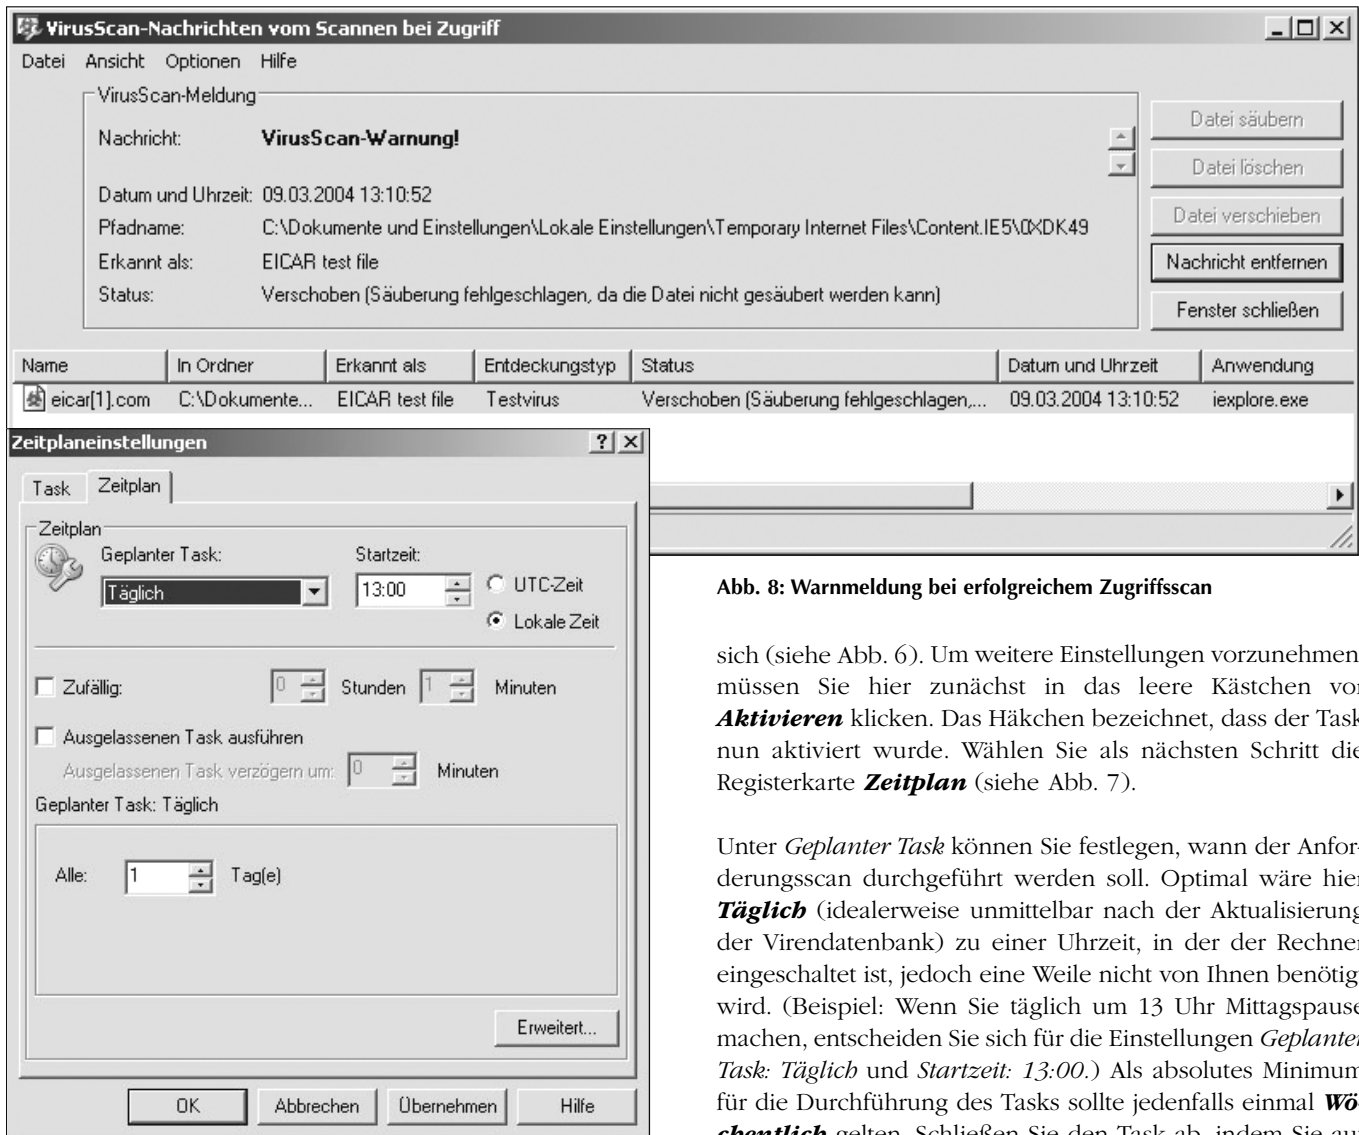 VirusScan-Nachrichten vom Scannen bei Zugriff
Datei Ansicht Optionen Hilfe
VirusScan-Meldung
Nachricht: VirusScan-Warnung!
Datum und Uhrzeit: 09.03.2004 13:10:52
Pfadname: C:\Dokumente und Einstellungen\Lokale Einstellungen\Temporary Internet Files\Content.IE5\0XDK49
Erkannt als: EICAR test file
Status: Verschoben (Säuberung fehlgeschlagen, da die Datei nicht gesäubert werden kann)
Datei säubern
Datei löschen
Datei verschieben
Nachricht entfernen
Fenster schließen
Name In Ordner Erkannt als Entdeckungstyp Status Datum und Uhrzeit Anwendung
eicar[1].com C:\Dokumente... EICAR test file Testvirus Verschoben (Säuberung fehlgeschlagen,... 09.03.2004 13:10:52 iexplore.exe
Zeitplaneinstellungen
Task Zeitplan
Zeitplan
Geplanter Task: Startzeit:
Täglich 13:00 UTC-Zeit
Lokale Zeit
Zufällig: 0 Stunden 1 Minuten
Ausgelassenen Task ausführen
Ausgelassenen Task verzögern um: 0 Minuten
Geplanter Task: Täglich
Alle: 1 Tag(e)
Erweitert...
OK Abbrechen Übernehmen Hilfe
Abb. 8: Warnmeldung bei erfolgreichem Zugriffsscan
sich (siehe Abb. 6). Um weitere Einstellungen vorzunehmen
müssen Sie hier zunächst in das leere Kästchen vor
Aktivieren klicken. Das Häkchen bezeichnet, dass der Task
nun aktiviert wurde. Wählen Sie als nächsten Schritt die
Registerkarte Zeitplan (siehe Abb. 7).
Unter Geplanter Task können Sie festlegen, wann der Anfor-
derungsscan durchgeführt werden soll. Optimal wäre hier
Täglich (idealerweise unmittelbar nach der Aktualisierung
der Virendatenbank) zu einer Uhrzeit, in der der Rechner
eingeschaltet ist, jedoch eine Weile nicht von Ihnen benötigt
wird. (Beispiel: Wenn Sie täglich um 13 Uhr Mittagspause
machen, entscheiden Sie sich für die Einstellungen Geplanter
Task: Täglich und Startzeit: 13:00.) Als absolutes Minimum
für die Durchführung des Tasks sollte jedenfalls einmal Wö-
chentlich gelten. Schließen Sie den Task ab, indem Sie auf